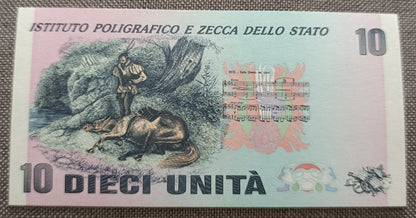 ISTITUTO POLIGRAFICO E ZECCA DELLO STATO
10
10 DIECI UNITÀ